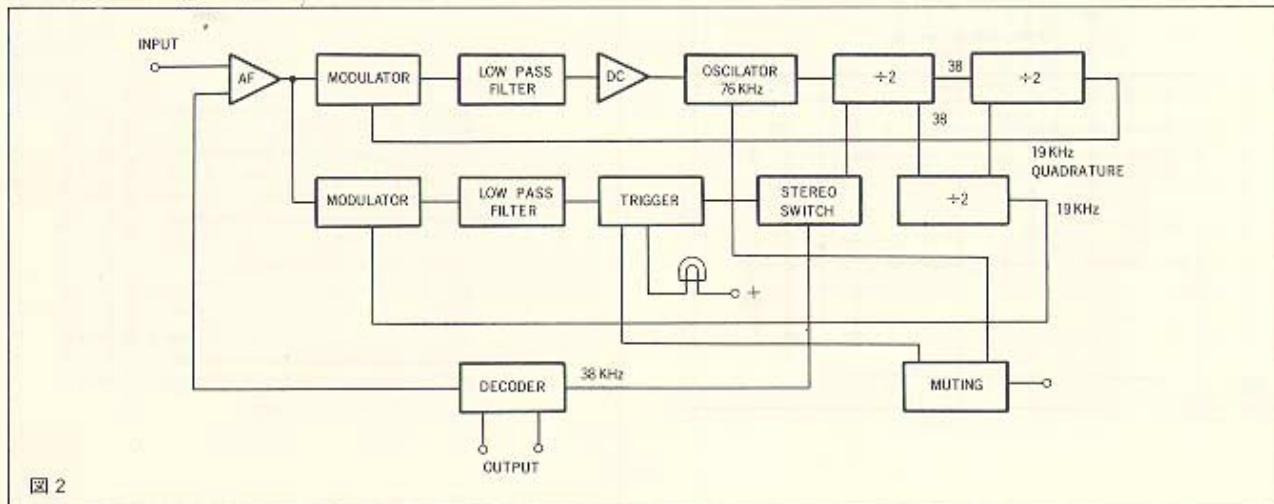 INPUT
AF
MODULATOR
LOW PASS
FILTER
DC
OSCILATOR
76 KHz
÷2
38
÷2
38
19 KHz
QUADRATURE
MODULATOR
LOW PASS
FILTER
TRIGGER
STEREO
SWITCH
÷2
19 KHz
+
DECODER
38 KHz
MUTING
OUTPUT
図 2